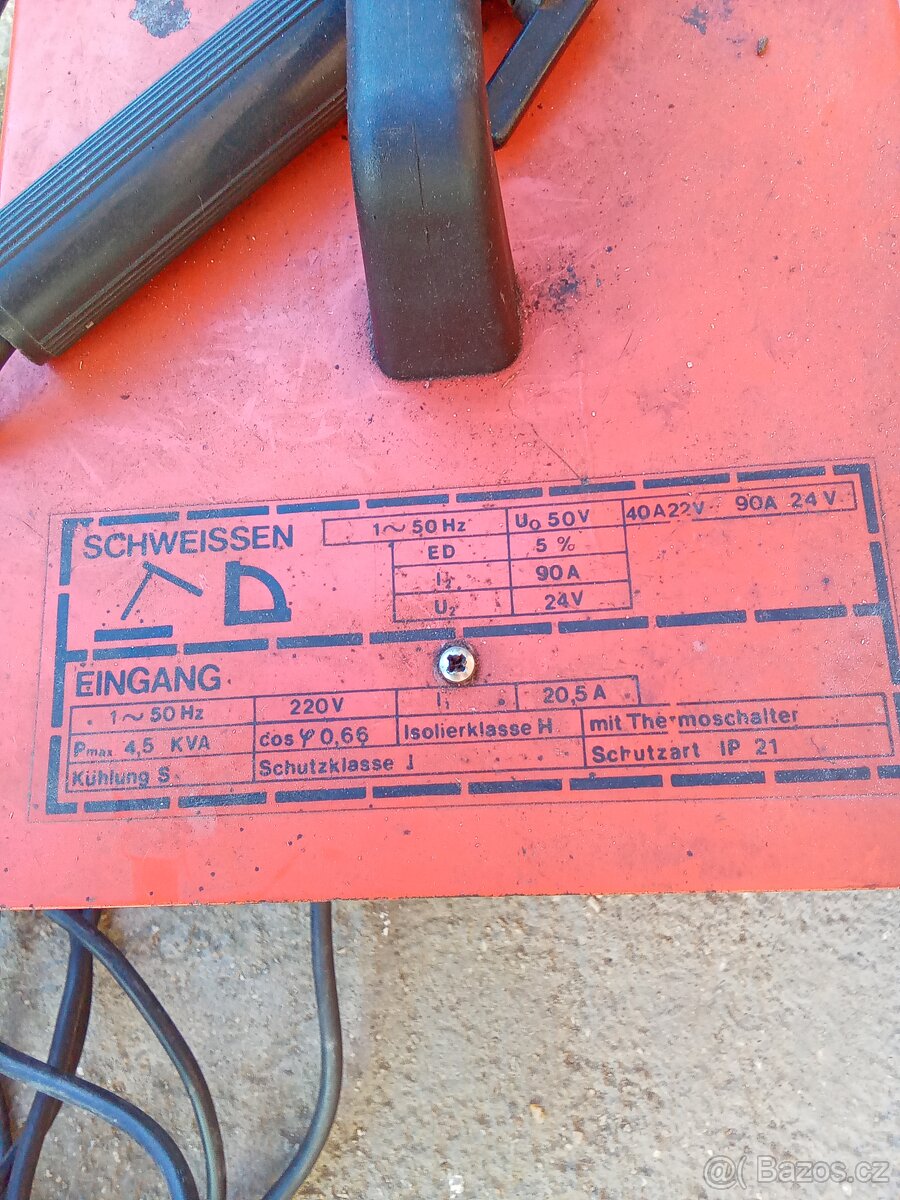 SCHWEISSEN 1~50 Hz U0 50V 40A22V 90A 24V
ED 5 %
I2 90A
U2 24V
EINGANG
1~50 Hz 220V I1 20,5 A
Pmax 4,5 KVA cos φ 0,66 Isolierklasse H mit Thermoschalter
Kühlung S Schutzklasse I Schutzart IP 21
@( Bazos.cz